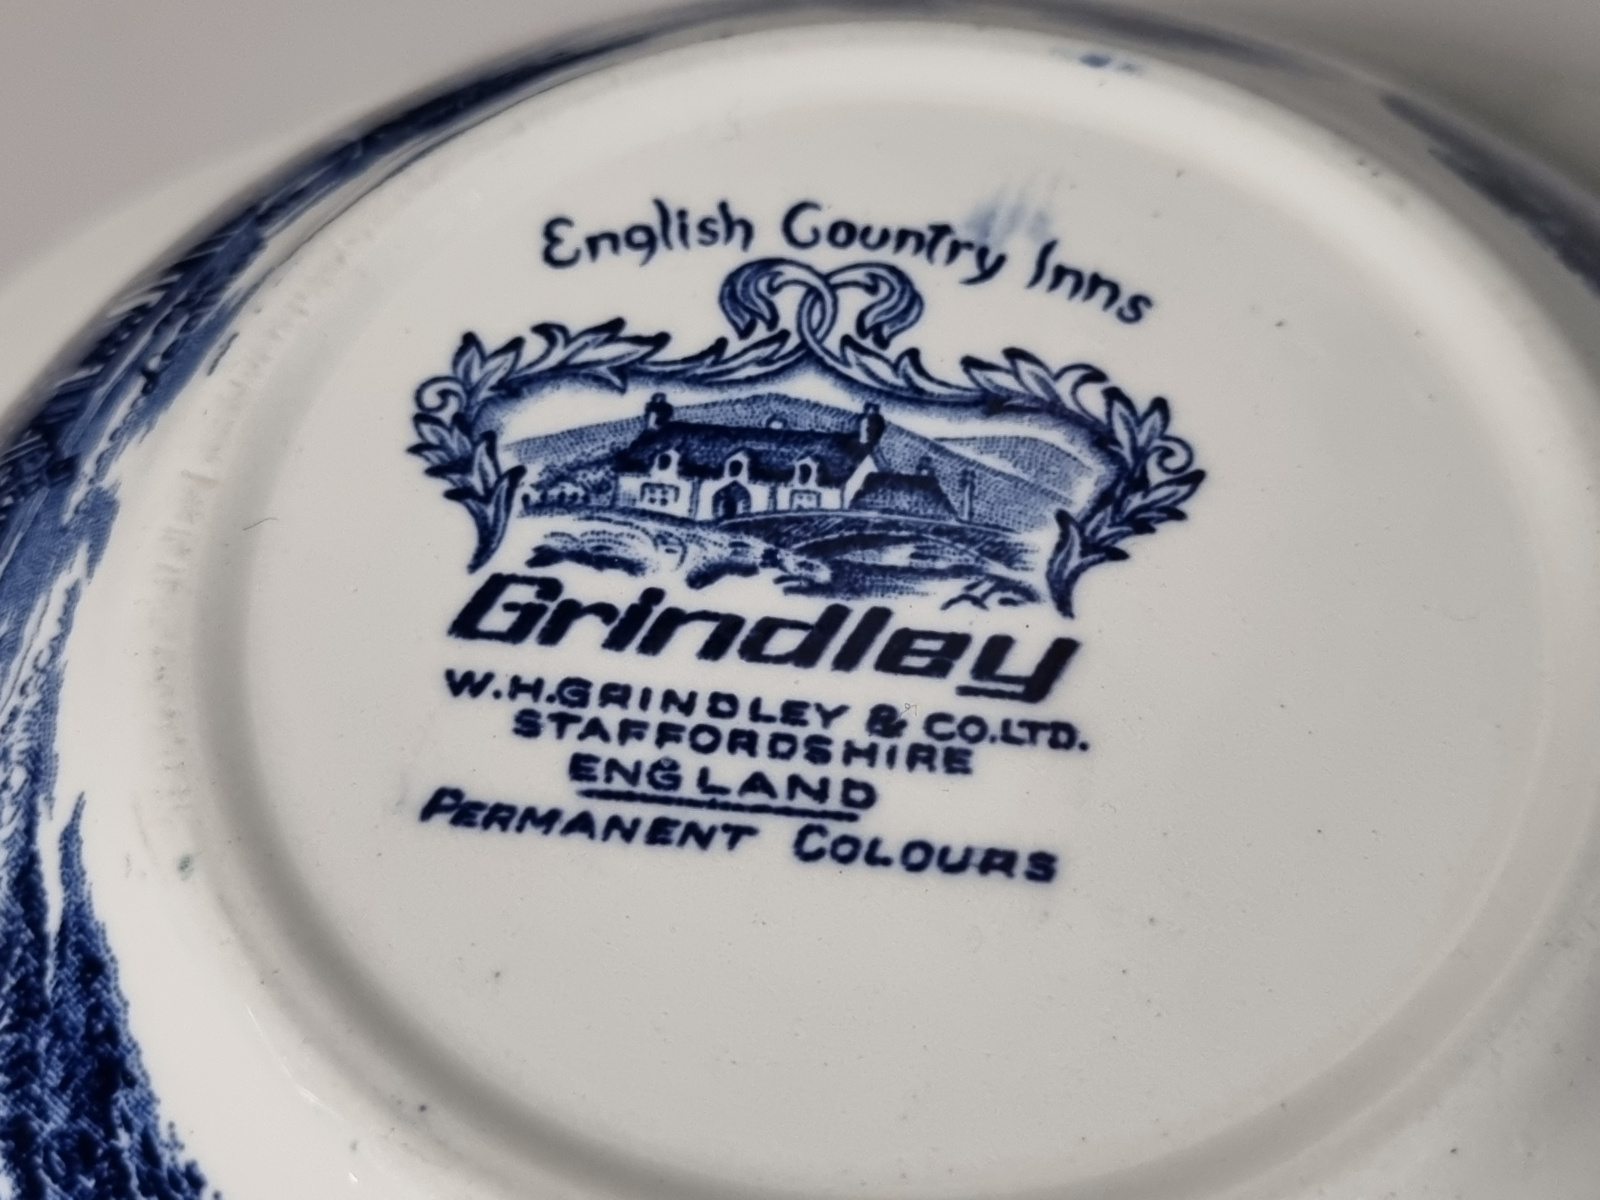 English Country Inns
Grindley
W.H.GRINDLEY & CO.LTD.
STAFFORDSHIRE
ENGLAND
PERMANENT COLOURS